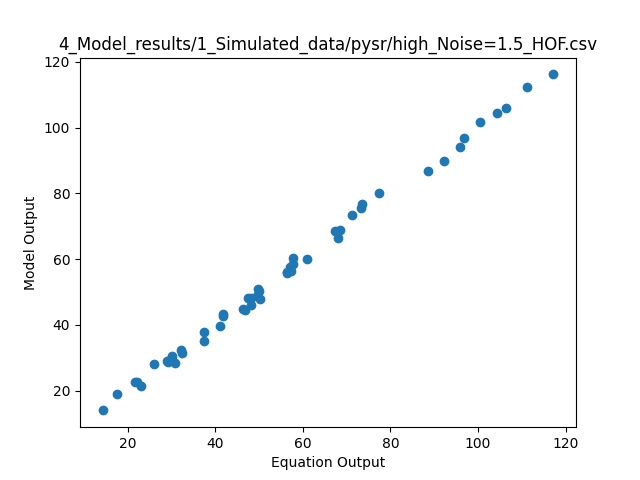 4_Model_results/1_Simulated_data/pysr/high_Noise=1.5_HOF.csv
120
100
80
60
40
20
Model Output
20 40 60 80 100 120
Equation Output